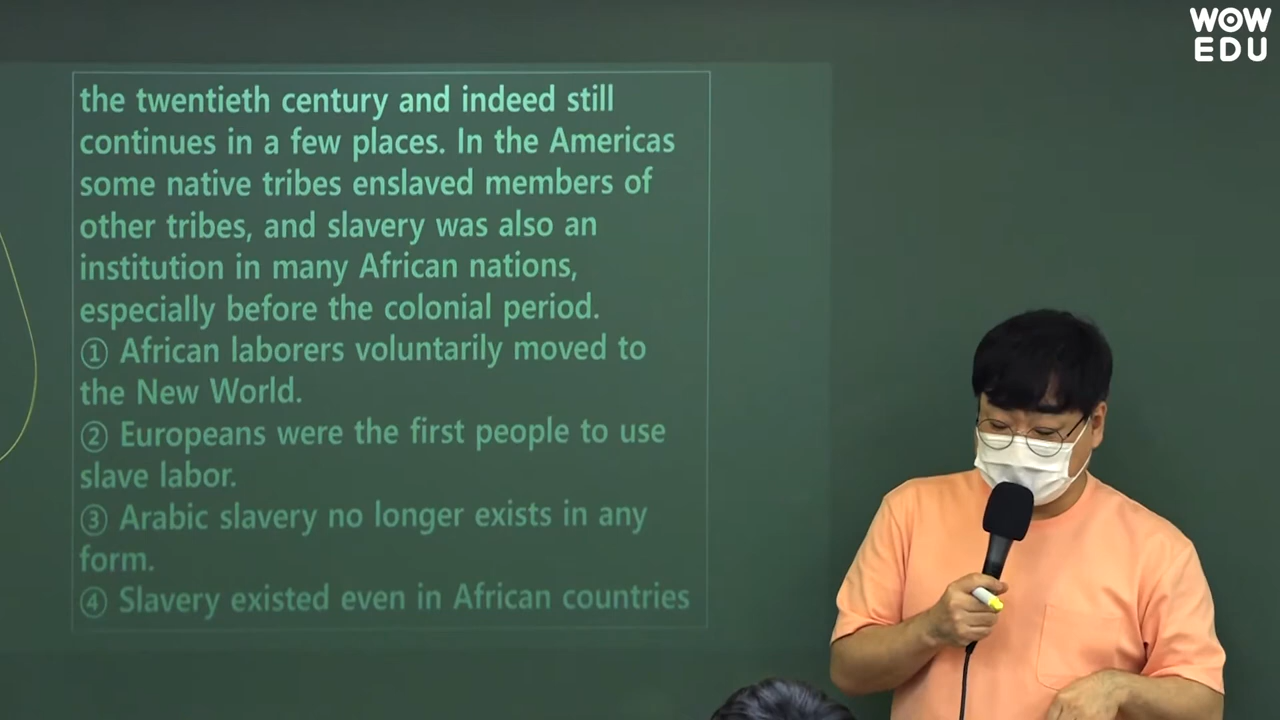 WOW
EDU
the twentieth century and indeed still
continues in a few places. In the Americas
some native tribes enslaved members of
other tribes, and slavery was also an
institution in many African nations,
especially before the colonial period.
① African laborers voluntarily moved to
the New World.
② Europeans were the first people to use
slave labor.
③ Arabic slavery no longer exists in any
form.
④ Slavery existed even in African countries